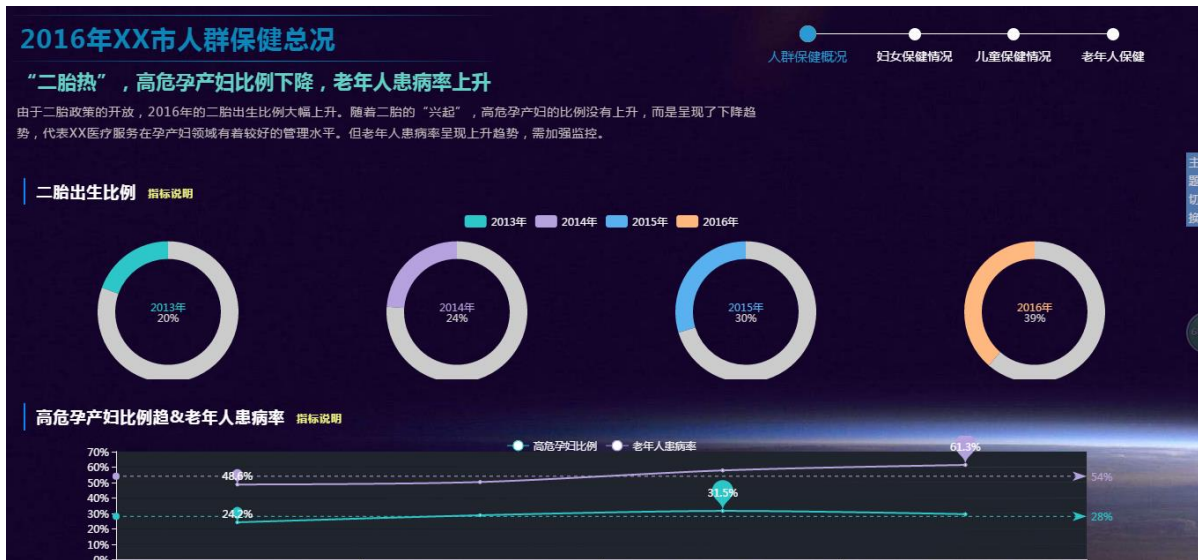 2016年XX市人群保健总况
人群保健概况
妇女保健情况
儿童保健情况
老年人保健
“二胎热”，高危孕产妇比例下降，老年人患病率上升
由于二胎政策的开放，2016年的二胎出生比例大幅上升。随着二胎的“兴起”，高危孕产妇的比例没有上升，而是呈现了下降趋
势，代表XX医疗服务在孕产妇领域有着较好的管理水平。但老年人患病率呈现上升趋势，需加强监控。
主
题
切
换
二胎出生比例 指标说明
2013年 2014年 2015年 2016年
2013年
20%
2014年
24%
2015年
30%
2016年
39%
高危孕产妇比例趋&老年人患病率 指标说明
高危孕妇比例 老年人患病率
70%
60%
50%
40%
30%
20%
10%
0%
48.6%
61.3%
54%
24.2%
31.5%
28%